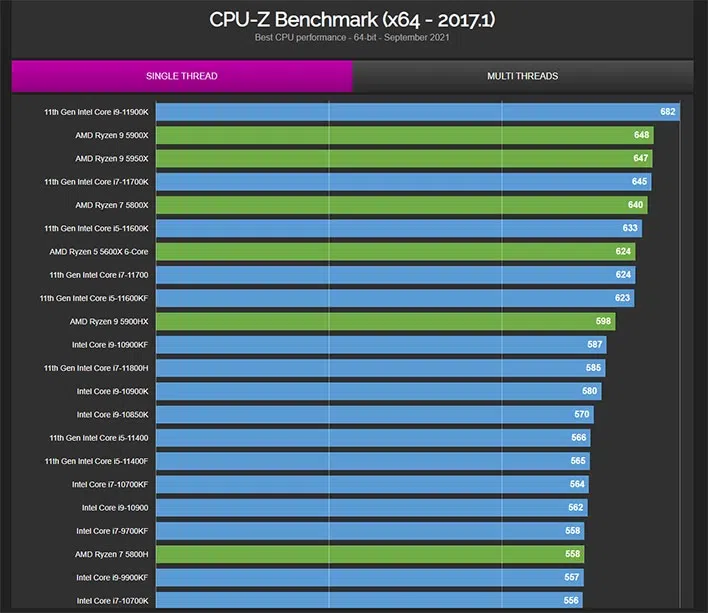 CPU-Z Benchmark (x64 - 2017.1)
Best CPU performance - 64-bit - September 2021
SINGLE THREAD MULTI THREADS
11th Gen Intel Core i9-11900K 682
AMD Ryzen 9 5900X 648
AMD Ryzen 9 5950X 647
11th Gen Intel Core i7-11700K 645
AMD Ryzen 7 5800X 640
11th Gen Intel Core i5-11600K 633
AMD Ryzen 5 5600X 6-Core 624
11th Gen Intel Core i7-11700 624
11th Gen Intel Core i5-11600KF 623
AMD Ryzen 9 5900HX 598
Intel Core i9-10900KF 587
11th Gen Intel Core i7-11800H 585
Intel Core i9-10900K 580
Intel Core i9-10850K 570
11th Gen Intel Core i5-11400 566
11th Gen Intel Core i5-11400F 565
Intel Core i7-10700KF 564
Intel Core i9-10900 562
Intel Core i7-9700KF 558
AMD Ryzen 7 5800H 558
Intel Core i9-9900KF 557
Intel Core i7-10700K 556